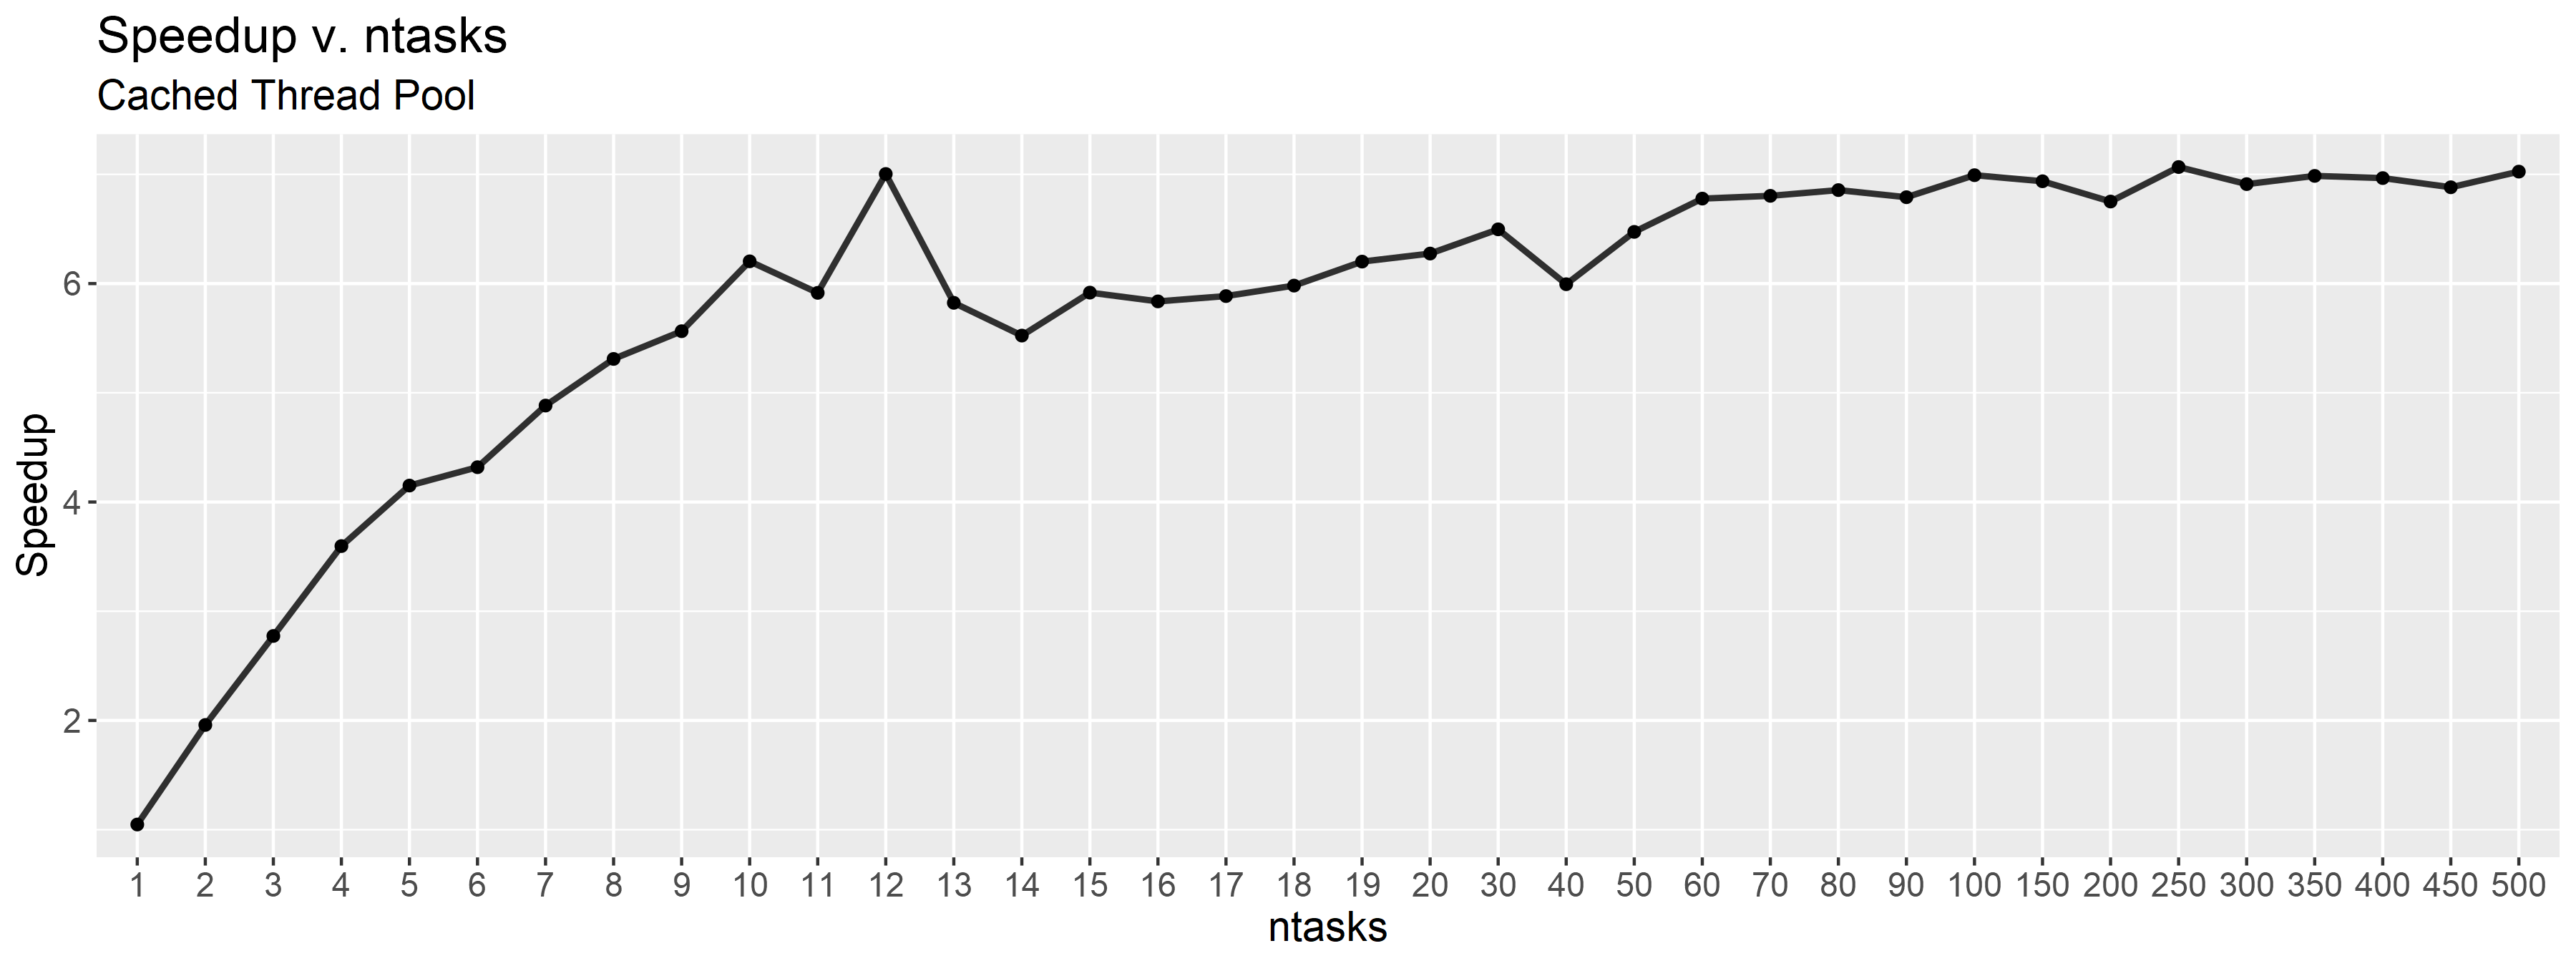 Speedup v. ntasks
Cached Thread Pool
Speedup
6
4
2
1 2 3 4 5 6 7 8 9 10 11 12 13 14 15 16 17 18 19 20 30 40 50 60 70 80 90 100 150 200 250 300 350 400 450 500
ntasks